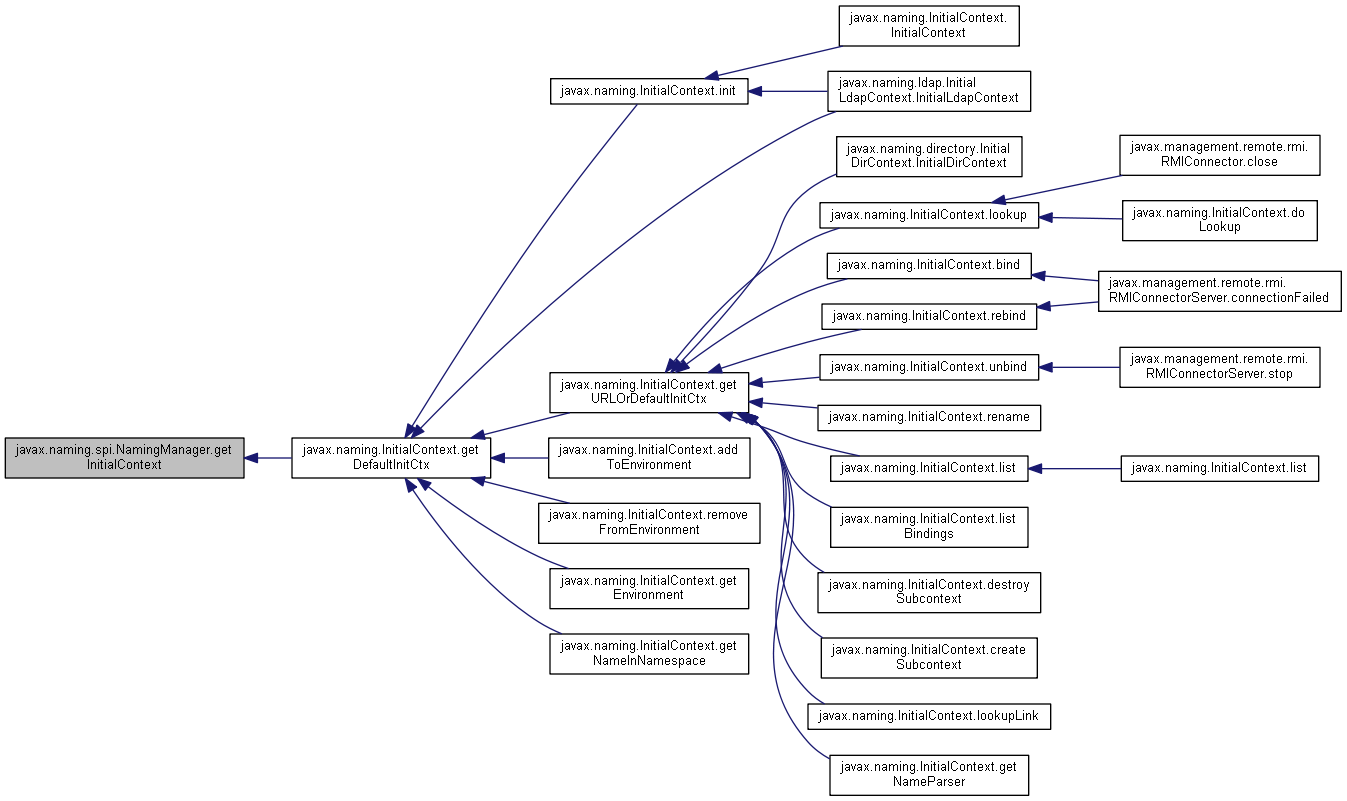 javax.naming.InitialContext.
InitialContext
javax.naming.InitialContext.init
javax.naming.ldap.Initial
LdapContext.InitialLdapContext
javax.naming.directory.Initial
DirContext.InitialDirContext
javax.management.remote.rmi.
RMIConnector.close
javax.naming.InitialContext.lookup
javax.naming.InitialContext.do
Lookup
javax.naming.InitialContext.bind
javax.management.remote.rmi.
RMIConnectorServer.connectionFailed
javax.naming.InitialContext.rebind
javax.naming.InitialContext.unbind
javax.management.remote.rmi.
RMIConnectorServer.stop
javax.naming.InitialContext.get
URLOrDefaultInitCtx
javax.naming.InitialContext.rename
javax.naming.spi.NamingManager.get
InitialContext
javax.naming.InitialContext.get
DefaultInitCtx
javax.naming.InitialContext.add
ToEnvironment
javax.naming.InitialContext.list
javax.naming.InitialContext.list
javax.naming.InitialContext.remove
FromEnvironment
javax.naming.InitialContext.list
Bindings
javax.naming.InitialContext.get
Environment
javax.naming.InitialContext.destroy
Subcontext
javax.naming.InitialContext.get
NameInNamespace
javax.naming.InitialContext.create
Subcontext
javax.naming.InitialContext.lookupLink
javax.naming.InitialContext.get
NameParser